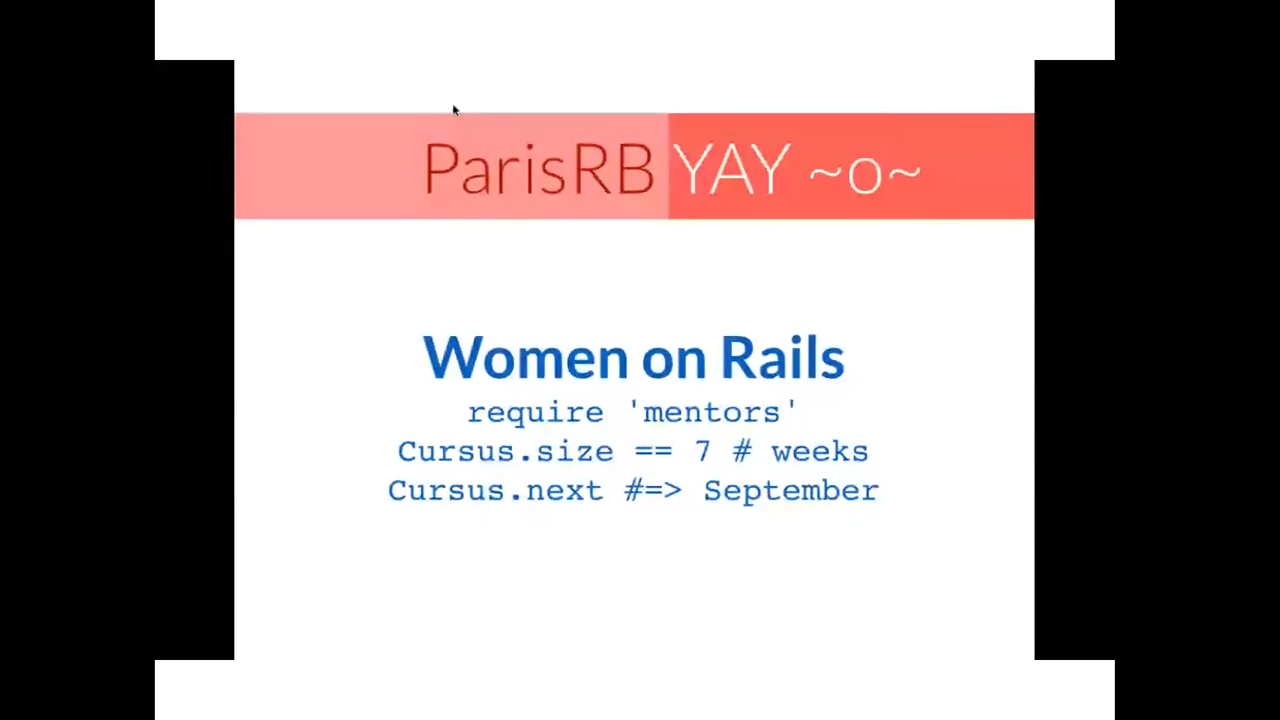 ParisRB YAY ~o~
Women on Rails
require 'mentors'
Cursus.size == 7 # weeks
Cursus.next #=> September